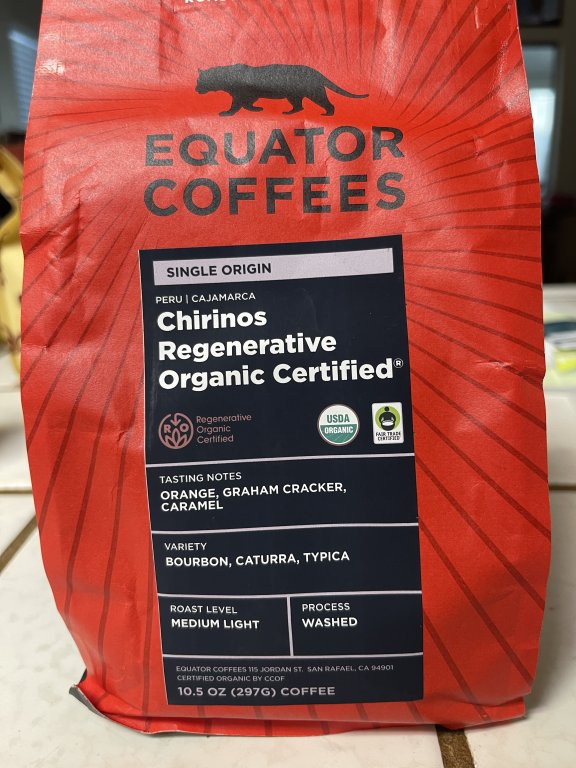 EQUATOR
COFFEES
SINGLE ORIGIN
PERU | CAJAMARCA
Chirinos
Regenerative
Organic Certified®
R O
Regenerative
Organic
Certified
USDA
ORGANIC
FAIR TRADE
CERTIFIED
TASTING NOTES
ORANGE, GRAHAM CRACKER,
CARAMEL
VARIETY
BOURBON, CATURRA, TYPICA
ROAST LEVEL
MEDIUM LIGHT
PROCESS
WASHED
EQUATOR COFFEES 115 JORDAN ST. SAN RAFAEL, CA 94901
CERTIFIED ORGANIC BY CCOF
10.5 OZ (297G) COFFEE